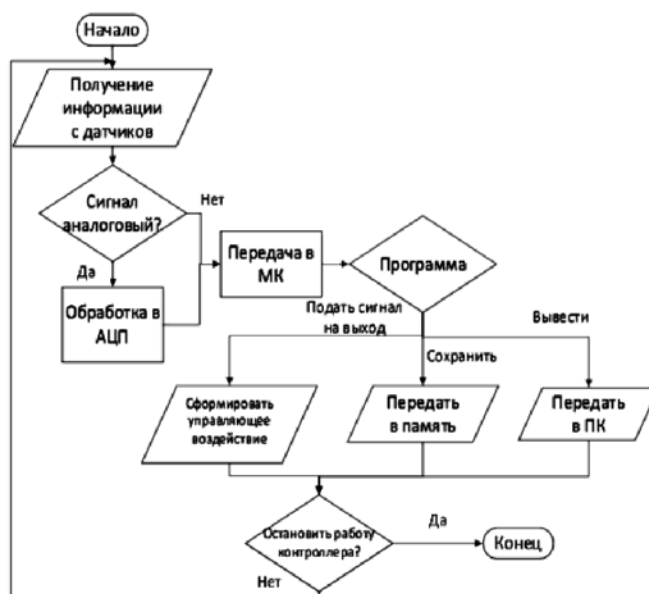 Начало
Получение
информации
с датчиков
Сигнал
аналоговый?
Нет
Да
Обработка в
АЦП
Передача в
МК
Программа
Подать сигнал
на выход
Сохранить
Вывести
Сформировать
управляющее
воздействие
Передать
в память
Передать
в ПК
Остановить работу
контроллера?
Да
Конец
Нет